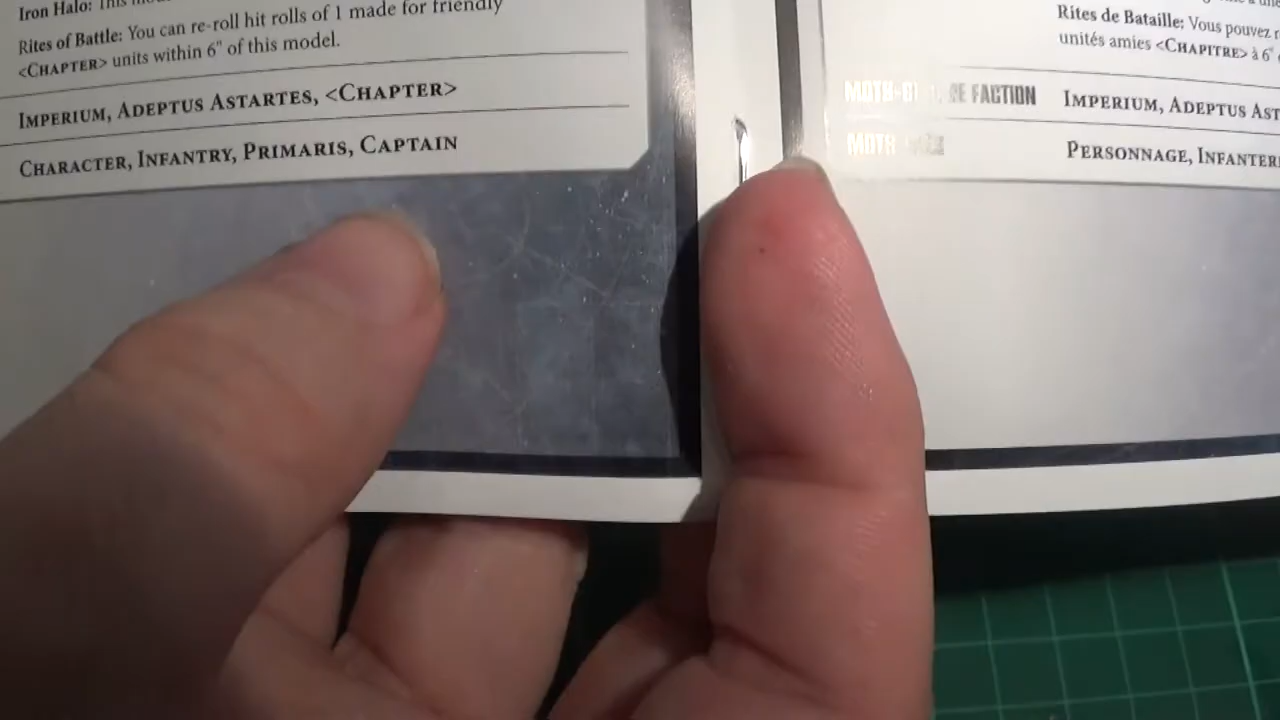 Iron Halo: This
Rites of Battle: You can re-roll hit rolls of 1 made for friendly
<CHAPTER> units within 6" of this model.
IMPERIUM, ADEPTUS ASTARTES, <CHAPTER>
CHARACTER, INFANTRY, PRIMARIS, CAPTAIN
Rites de Bataille: Vous pouvez
unités amies <CHAPITRE> à 6"
FACTION IMPERIUM, ADEPTUS AST
PERSONNAGE, INFANTER